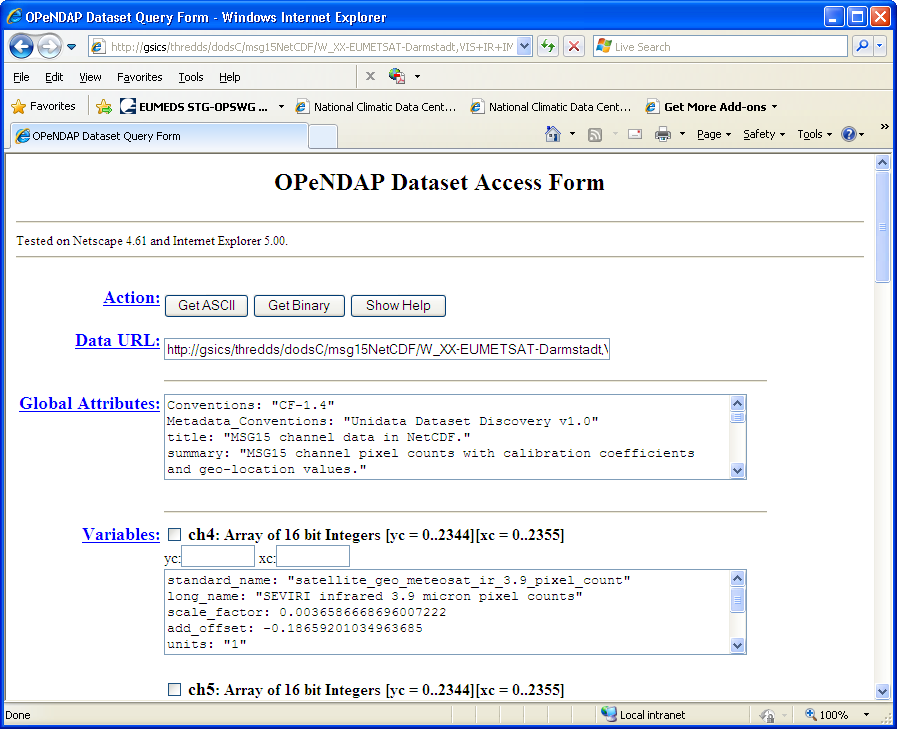 OPeNDAP Dataset Query Form - Windows Internet Explorer
http://gsics/thredds/dodsC/msg15NetCDF/W_XX-EUMETSAT-Darmstadt,VIS+IR+IM
Live Search
File Edit View Favorites Tools Help
Favorites EUMEDS STG-OPSWG ... National Climatic Data Cent... National Climatic Data Cent... Get More Add-ons
OPeNDAP Dataset Query Form
Page Safety Tools
OPeNDAP Dataset Access Form
Tested on Netscape 4.61 and Internet Explorer 5.00.
Action: Get ASCII Get Binary Show Help
Data URL: http://gsics/thredds/dodsC/msg15NetCDF/W_XX-EUMETSAT-Darmstadt,V
Global Attributes: Conventions: "CF-1.4"
Metadata_Conventions: "Unidata Dataset Discovery v1.0"
title: "MSG15 channel data in NetCDF."
summary: "MSG15 channel pixel counts with calibration coefficients
and geo-location values."
Variables: ch4: Array of 16 bit Integers [yc = 0..2344][xc = 0..2355]
yc: xc:
standard_name: "satellite_geo_meteosat_ir_3.9_pixel_count"
long_name: "SEVIRI infrared 3.9 micron pixel counts"
scale_factor: 0.0036586668696007222
add_offset: -0.18659201034963685
units: "1"
ch5: Array of 16 bit Integers [yc = 0..2344][xc = 0..2355]
Done Local intranet 100%